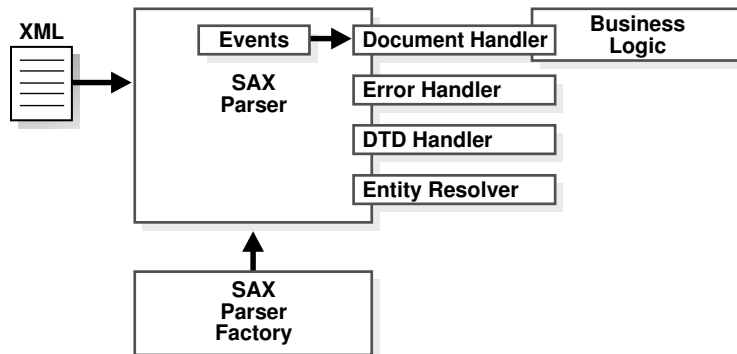 XML
Events
SAX
Parser
Document Handler
Business
Logic
Error Handler
DTD Handler
Entity Resolver
SAX
Parser
Factory